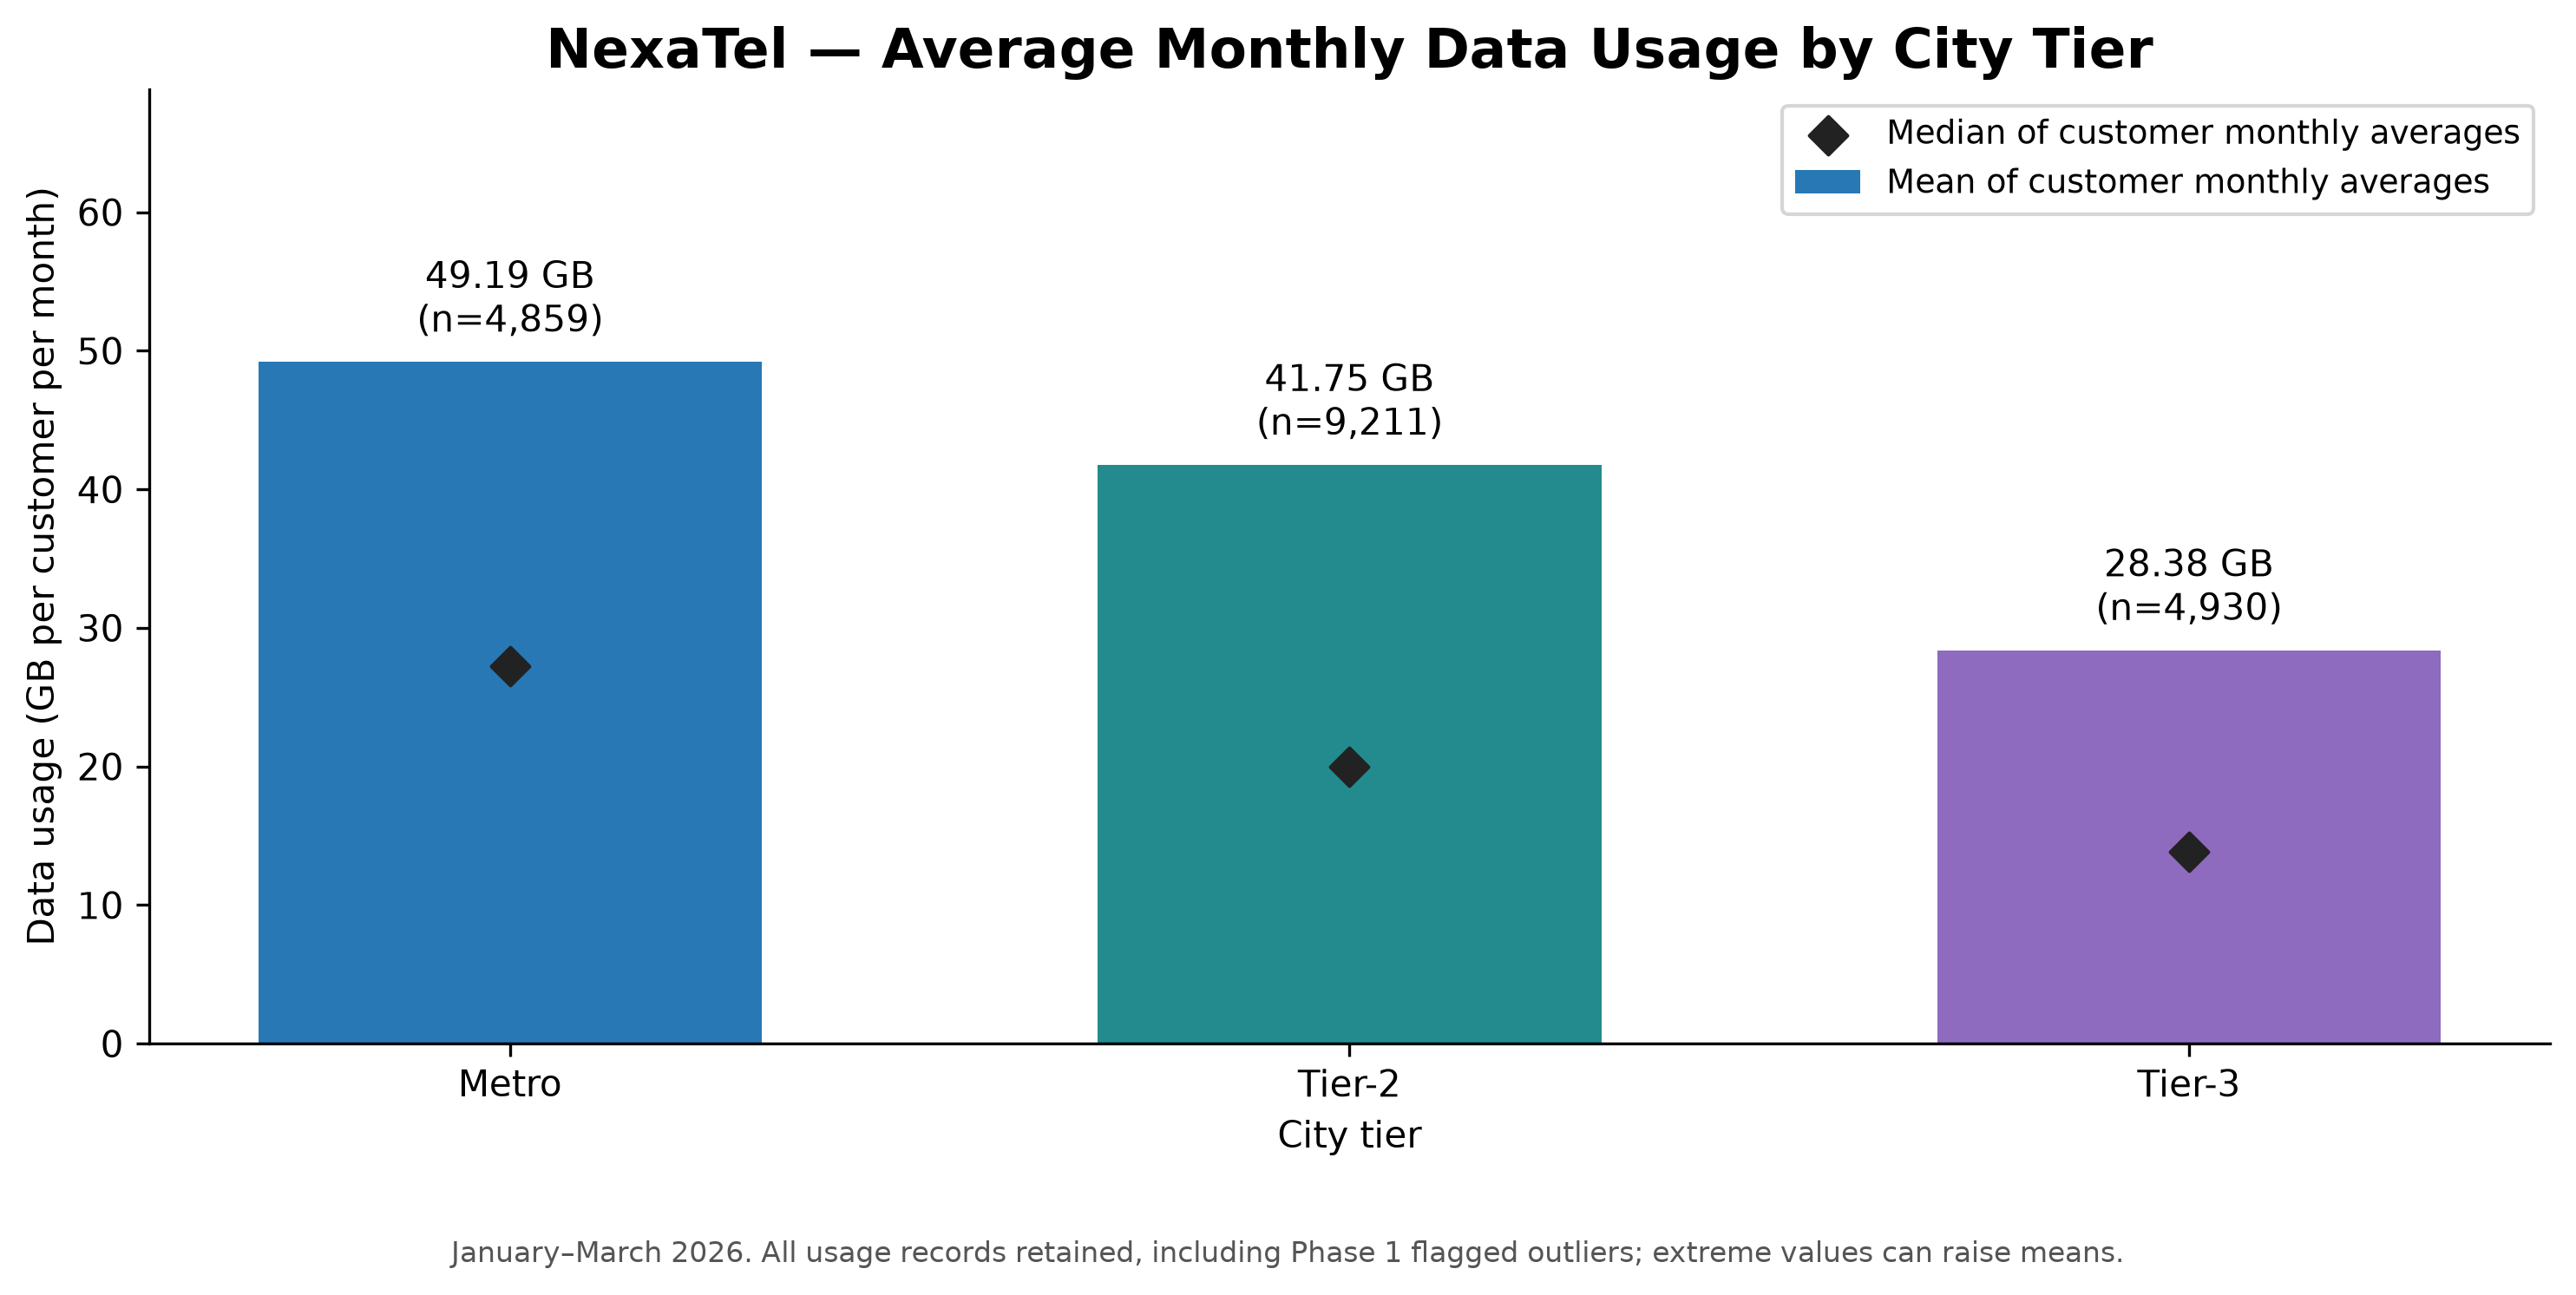 NexaTel — Average Monthly Data Usage by City Tier
Median of customer monthly averages
Mean of customer monthly averages
Data usage (GB per customer per month)
60
50
40
30
20
10
0
49.19 GB
(n=4,859)
41.75 GB
(n=9,211)
28.38 GB
(n=4,930)
Metro
Tier-2
Tier-3
City tier
January–March 2026. All usage records retained, including Phase 1 flagged outliers; extreme values can raise means.